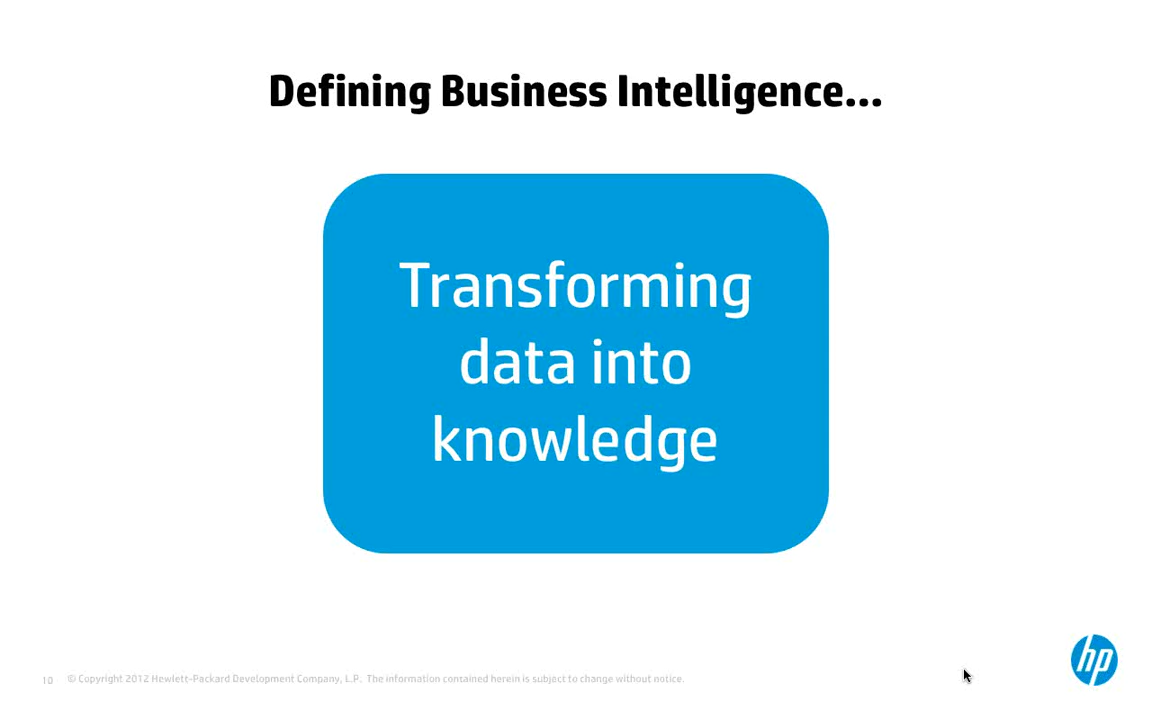 Defining Business Intelligence...
Transforming
data into
knowledge
10 © Copyright 2012 Hewlett-Packard Development Company, L.P. The information contained herein is subject to change without notice.
hp